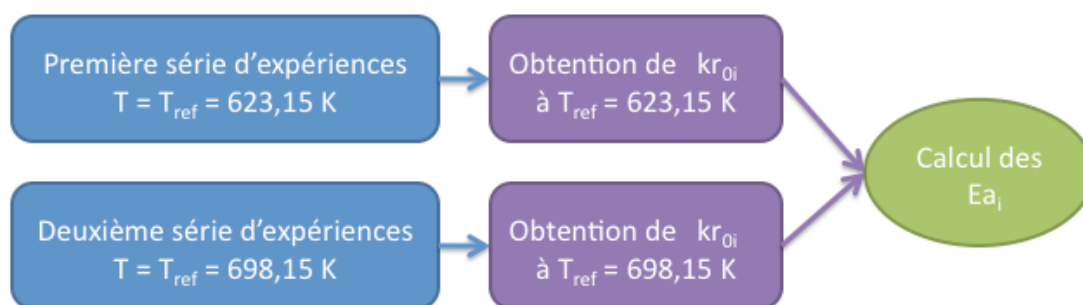 Première série d'expériences
T = Tref = 623,15 K
Obtention de kr0i
à Tref = 623,15 K
Calcul des
Eai
Deuxième série d'expériences
T = Tref = 698,15 K
Obtention de kr0i
à Tref = 698,15 K